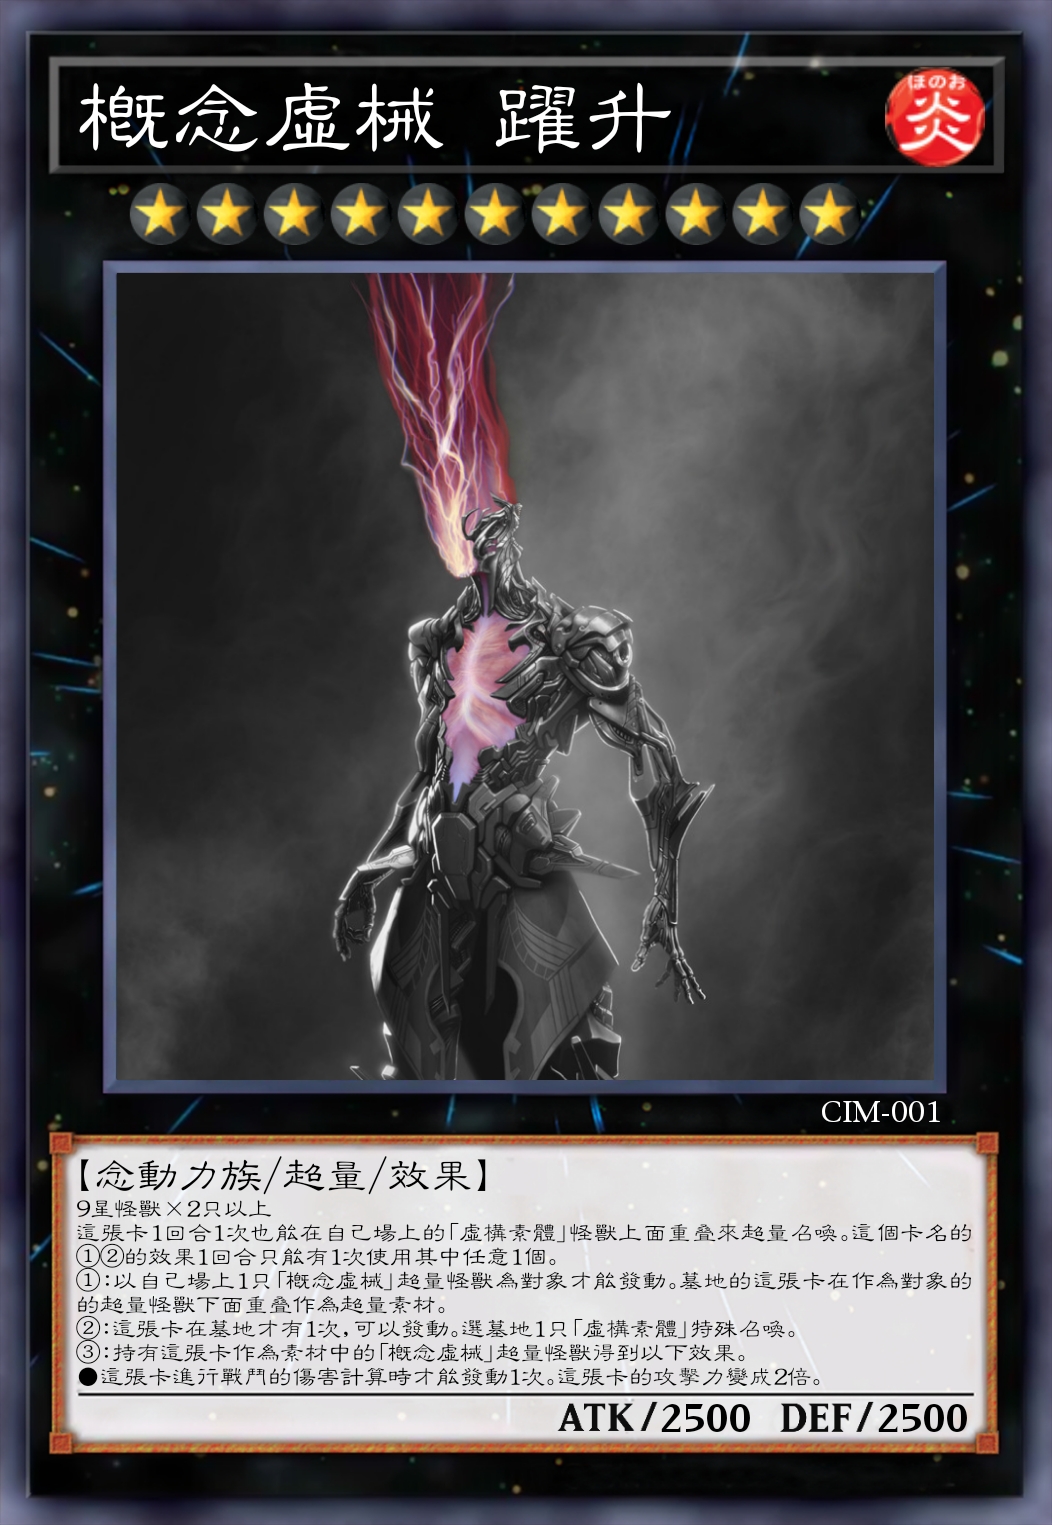 概念虛械 躍升
ほのお
炎
CIM-001
【念動力族/超量/效果】
9星怪獸×2只以上
這張卡1回合1次也能在自己場上的「虛構素體」怪獸上面重疊來超量召喚。這個卡名的
①②的效果1回合只能有1次使用其中任意1個。
①:以自己場上1只「概念虛械」超量怪獸為對象才能發動。墓地的這張卡在作為對象的
的超量怪獸下面重疊作為超量素材。
②:這張卡在墓地才有1次,可以發動。選墓地1只「虛構素體」特殊召喚。
③:持有這張卡作為素材中的「概念虛械」超量怪獸得到以下效果。
●這張卡進行戰鬥的傷害計算時才能發動1次。這張卡的攻擊力變成2倍。
ATK/2500 DEF/2500